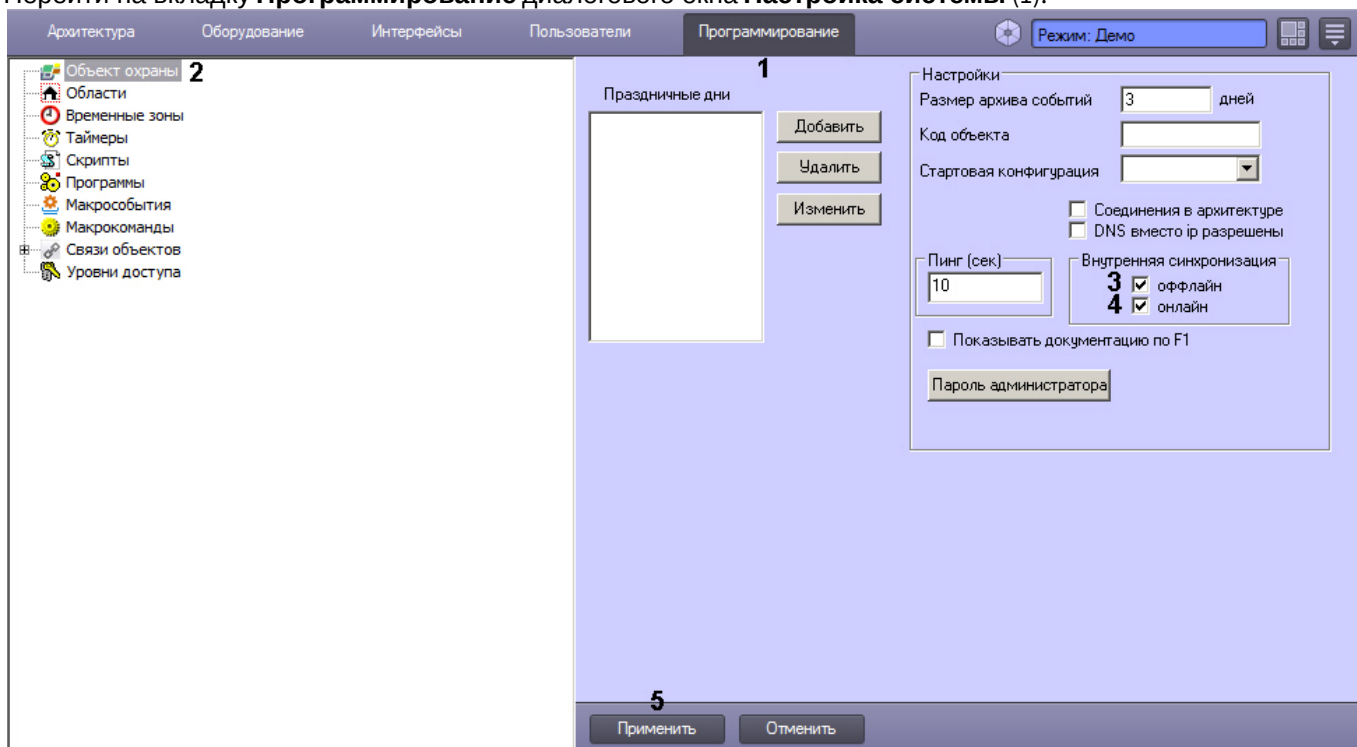 Перейти на вкладку Программирование диалогового окна Настройка системы (1).
Архитектура Оборудование Интерфейсы Пользователи Программирование Режим: Демо
1
Объект охраны 2
Области
Временные зоны
Таймеры
Скрипты
Программы
Макрособытия
Макрокоманды
Связи объектов
Уровни доступа
Праздничные дни
Добавить
Удалить
Изменить
Настройки
Размер архива событий 3 дней
Код объекта
Стартовая конфигурация
Соединения в архитектуре
DNS вместо ip разрешены
Пинг (сек)
10
Внутренняя синхронизация
3 оффлайн
4 онлайн
Показывать документацию по F1
Пароль администратора
5
Применить Отменить